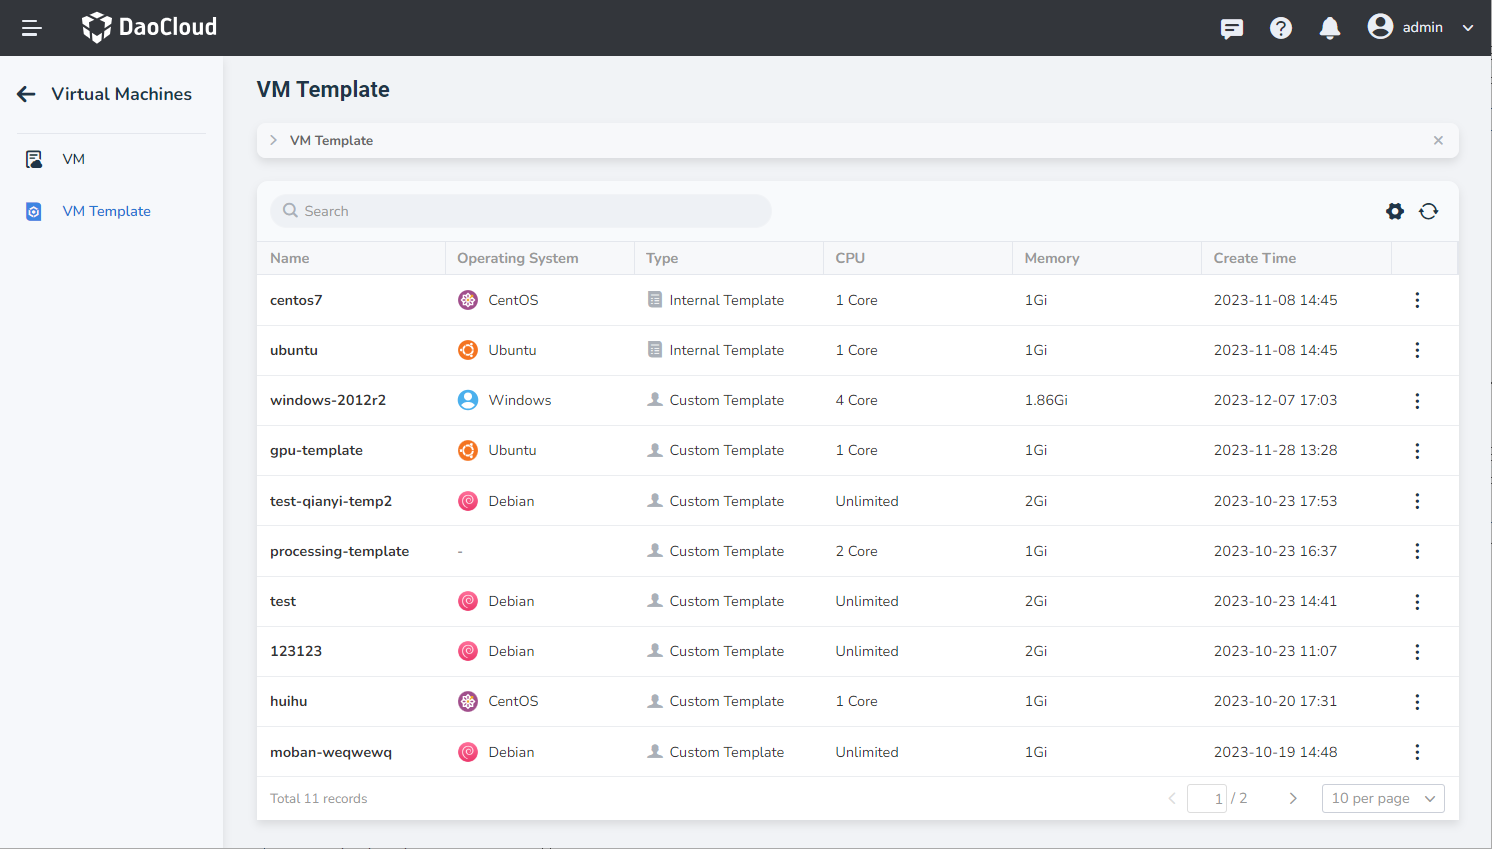 DaoCloud
admin
Virtual Machines
VM
VM Template
VM Template
VM Template
Search
Name Operating System Type CPU Memory Create Time
centos7 CentOS Internal Template 1 Core 1Gi 2023-11-08 14:45
ubuntu Ubuntu Internal Template 1 Core 1Gi 2023-11-08 14:45
windows-2012r2 Windows Custom Template 4 Core 1.86Gi 2023-12-07 17:03
gpu-template Ubuntu Custom Template 1 Core 1Gi 2023-11-28 13:28
test-qianyi-temp2 Debian Custom Template Unlimited 2Gi 2023-10-23 17:53
processing-template - Custom Template 2 Core 1Gi 2023-10-23 16:37
test Debian Custom Template Unlimited 2Gi 2023-10-23 14:41
123123 Debian Custom Template Unlimited 2Gi 2023-10-23 11:07
huihu CentOS Custom Template 1 Core 1Gi 2023-10-20 17:31
moban-weqwewq Debian Custom Template Unlimited 1Gi 2023-10-19 14:48
Total 11 records 1 / 2 10 per page